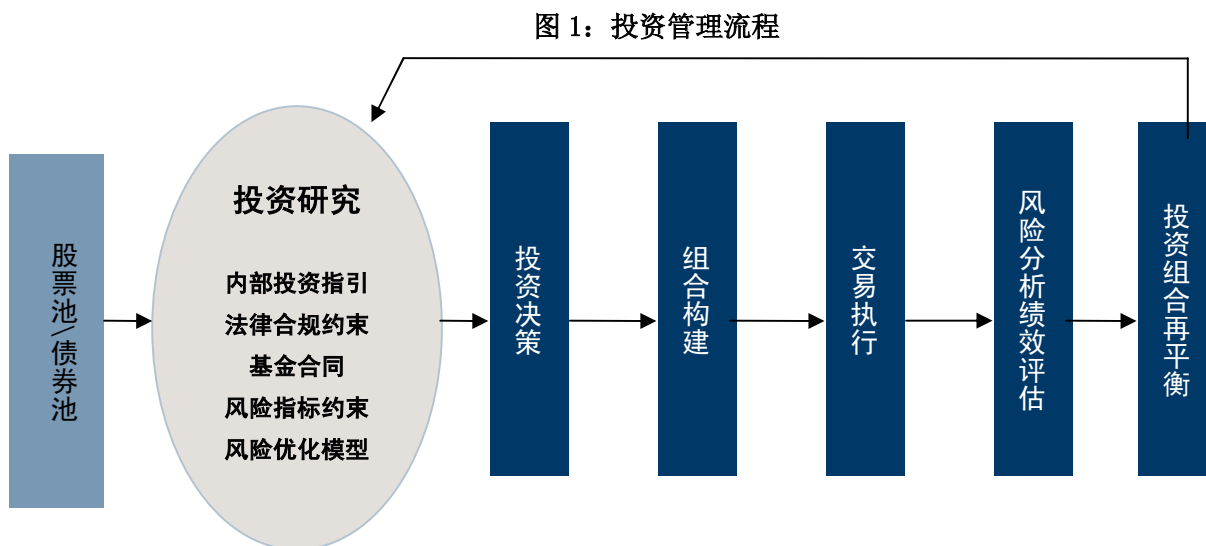 图 1：投资管理流程
股票池\债券池
投资研究
内部投资指引
法律合规约束
基金合同
风险指标约束
风险优化模型
投资决策
组合构建
交易执行
风险分析绩效评估
投资组合再平衡